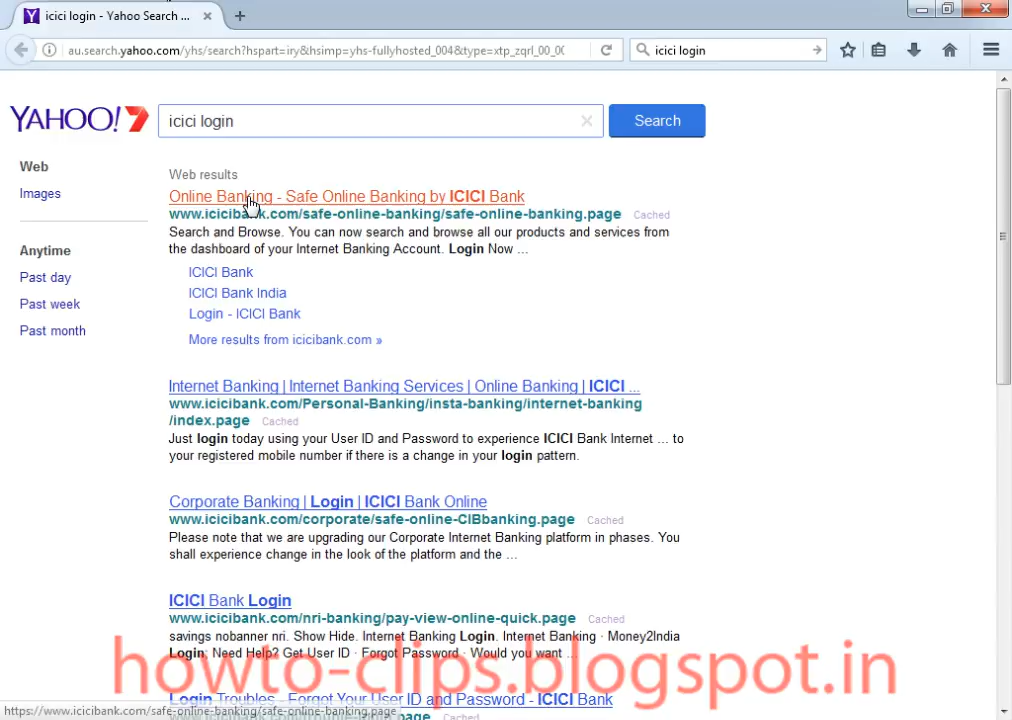 icici login - Yahoo Search ...
au.search.yahoo.com/yhs/search?hspart=iry&hsimp=yhs-fullyhosted_004&type=xtp_zqrl_00_00
icici login
YAHOO! 7
icici login
Search
Web
Images
Anytime
Past day
Past week
Past month
Web results
Online Banking - Safe Online Banking by ICICI Bank
www.icicibank.com/safe-online-banking/safe-online-banking.page Cached
Search and Browse. You can now search and browse all our products and services from
the dashboard of your Internet Banking Account. Login Now ...
ICICI Bank
ICICI Bank India
Login - ICICI Bank
More results from icicibank.com »
Internet Banking | Internet Banking Services | Online Banking | ICICI ...
www.icicibank.com/Personal-Banking/insta-banking/internet-banking
/index.page Cached
Just login today using your User ID and Password to experience ICICI Bank Internet ... to
your registered mobile number if there is a change in your login pattern.
Corporate Banking | Login | ICICI Bank Online
www.icicibank.com/corporate/safe-online-CIBbanking.page Cached
Please note that we are upgrading our Corporate Internet Banking platform in phases. You
shall experience change in the look of the platform and the ...
ICICI Bank Login
www.icicibank.com/nri-banking/pay-view-online-quick.page Cached
savings nobanner nri. Show Hide. Internet Banking Login. Internet Banking · Money2India
Login; Need Help? Get User ID · Forgot Password · Would you want ...
howto-clips.blogspot.in
Login Troubles - Forgot Your User ID and Password - ICICI Bank
https://www.icicibank.com/safe-online-banking/safe-online-banking.page
Cached